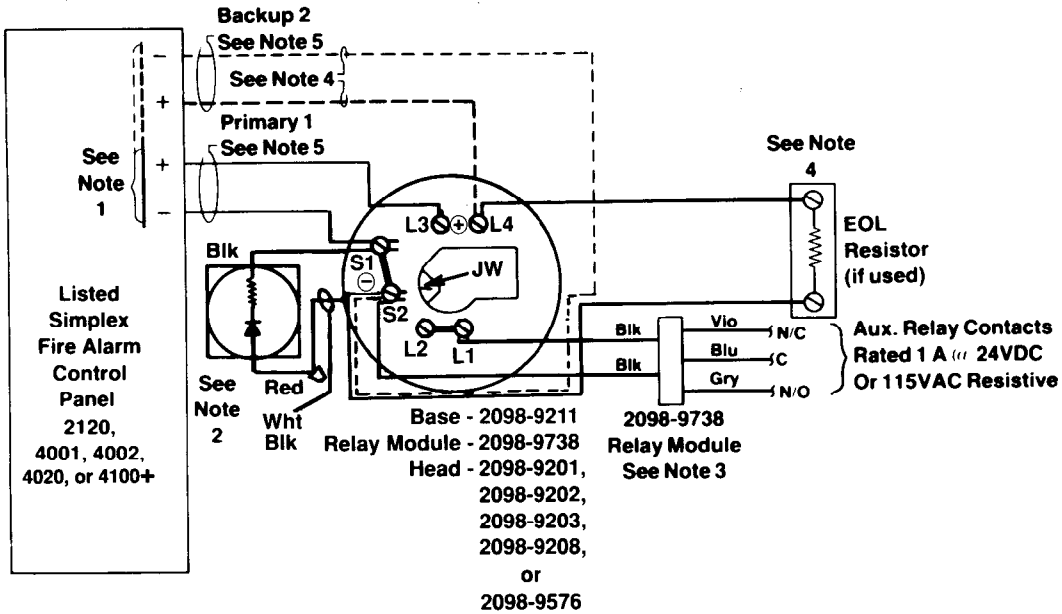 Backup 2
See Note 5
See Note 4
Primary 1
See Note 5
−
+
+
−
See
Note
1
Listed
Simplex
Fire Alarm
Control
Panel
2120,
4001, 4002,
4020, or 4100+
Blk
Red
See
Note
2
Wht
Blk
L3
+
L4
S1
−
S2
JW
L2
L1
See Note
4
EOL
Resistor
(if used)
Blk
Blk
Vio
Blu
Gry
N/C
C
N/O
Aux. Relay Contacts
Rated 1 A 24VDC
Or 115VAC Resistive
2098-9738
Relay Module
See Note 3
Base - 2098-9211
Relay Module - 2098-9738
Head - 2098-9201,
2098-9202,
2098-9203,
2098-9208,
or
2098-9576